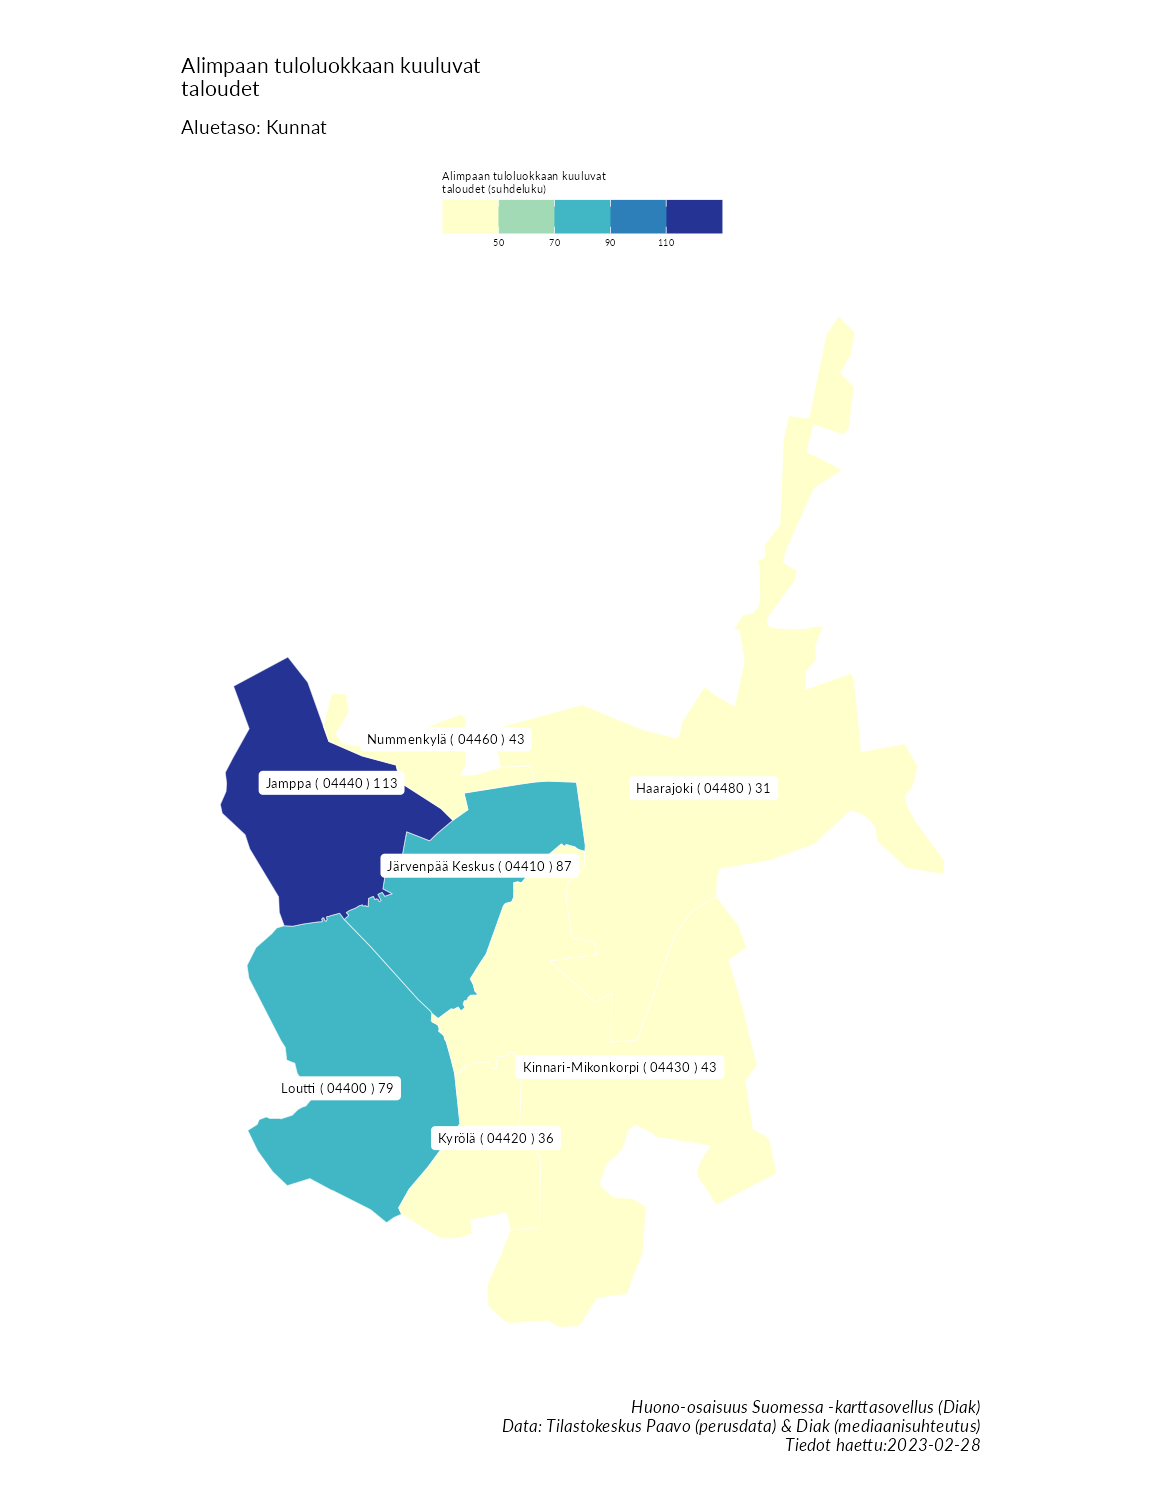 Alimpaan tuloluokkaan kuuluvat
taloudet
Aluetaso: Kunnat
Alimpaan tuloluokkaan kuuluvat
taloudet (suhdeluku)
50 70 90 110
Nummenkylä ( 04460 ) 43
Jamppa ( 04440 ) 113
Haarajoki ( 04480 ) 31
Järvenpää Keskus ( 04410 ) 87
Kinnari-Mikonkorpi ( 04430 ) 43
Loutti ( 04400 ) 79
Kyrölä ( 04420 ) 36
Huono-osaisuus Suomessa -karttasovellus (Diak)
Data: Tilastokeskus Paavo (perusdata) & Diak (mediaanisuhteutus)
Tiedot haettu:2023-02-28